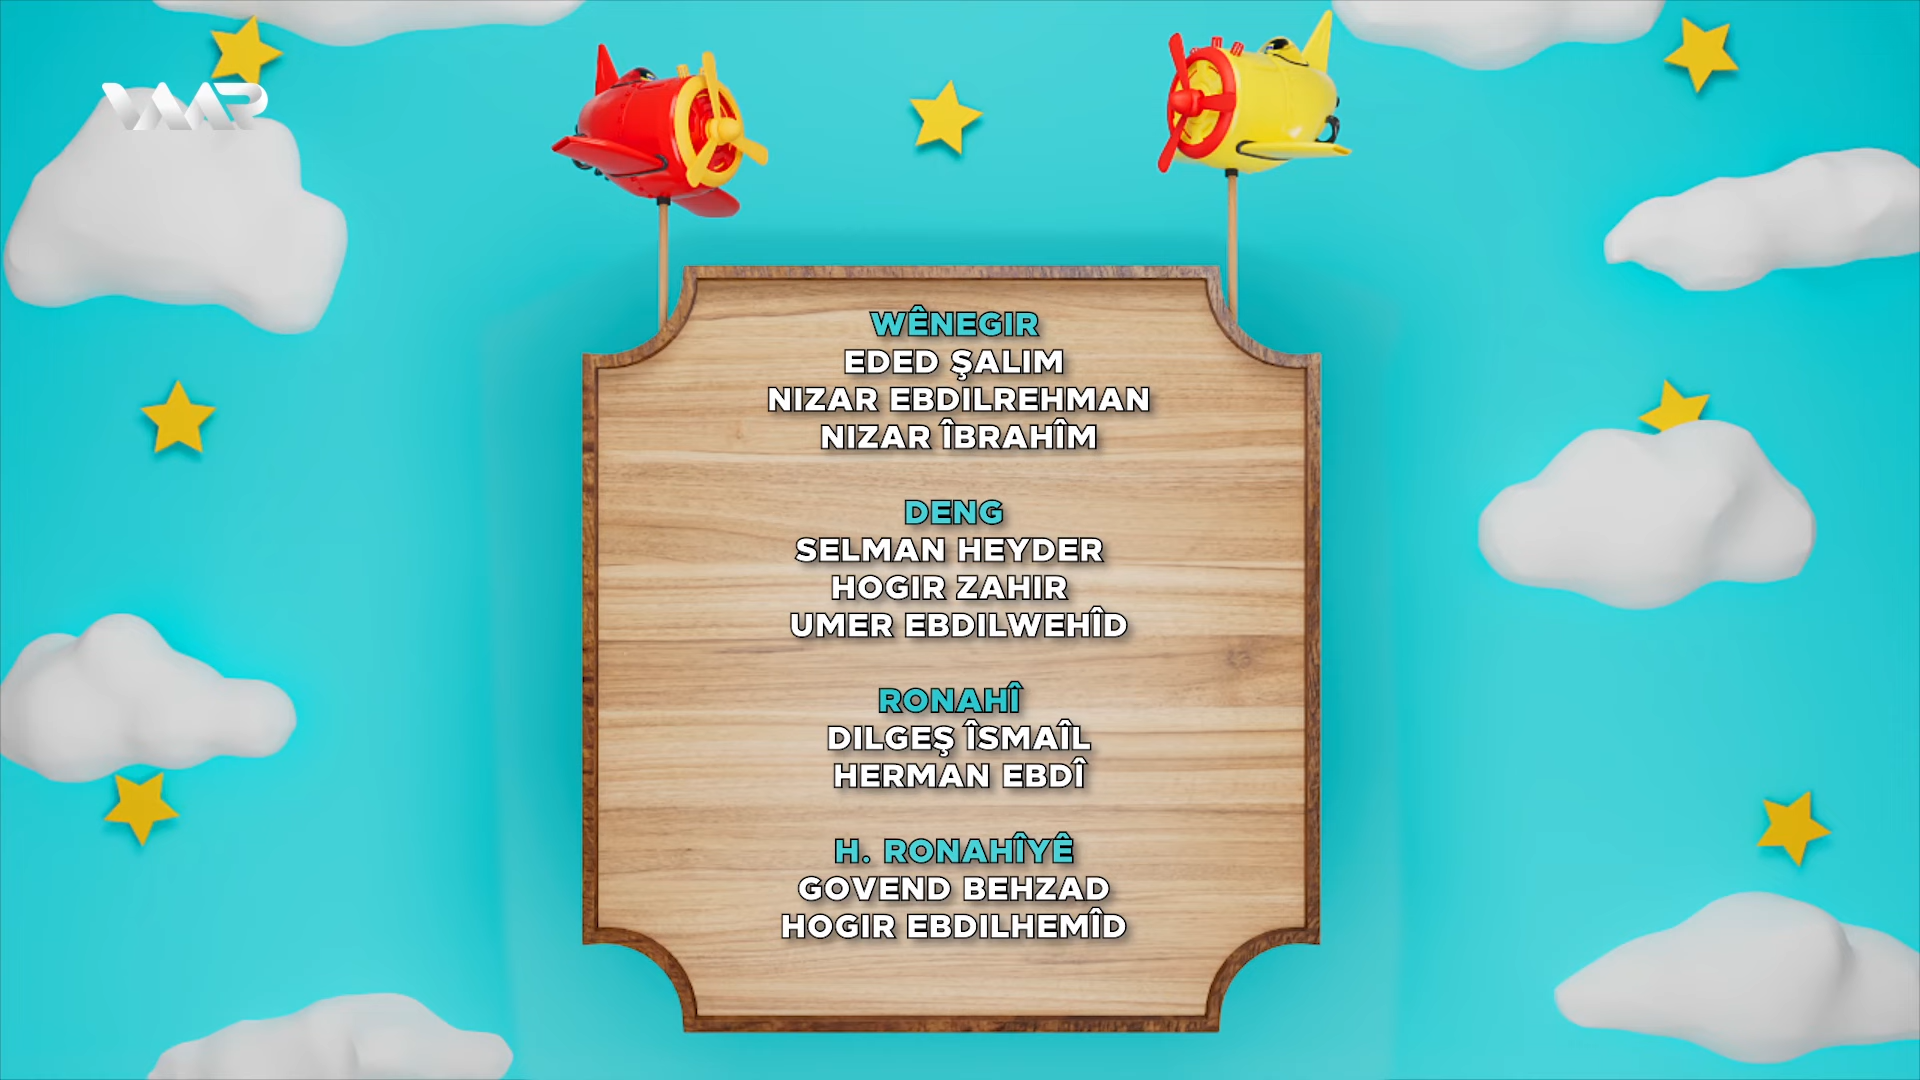 WAAR
WÊNEGIR
EDED ŞALIM
NIZAR EBDILREHMAN
NIZAR ÎBRAHÎM
DENG
SELMAN HEYDER
HOGIR ZAHIR
UMER EBDILWEHÎD
RONAHÎ
DILGEŞ ÎSMAÎL
HERMAN EBDÎ
H. RONAHÎYÊ
GOVEND BEHZAD
HOGIR EBDILHEMÎD